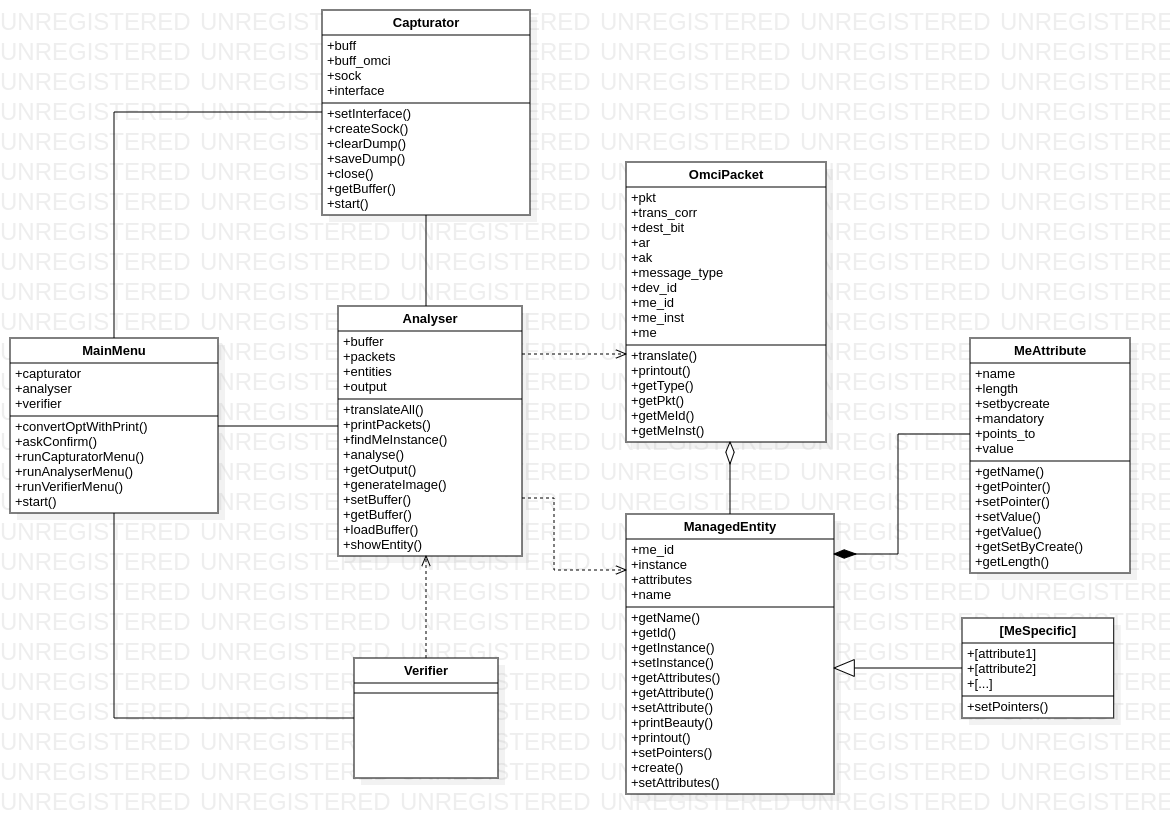 Capturator
+buff
+buff_omci
+sock
+interface
+setInterface()
+createSock()
+clearDump()
+saveDump()
+close()
+getBuffer()
+start()
OmciPacket
+pkt
+trans_corr
+dest_bit
+ar
+ak
+message_type
+dev_id
+me_id
+me_inst
+me
+translate()
+printout()
+getType()
+getPkt()
+getMeId()
+getMeInst()
Analyser
+buffer
+packets
+entities
+output
+translateAll()
+printPackets()
+findMeInstance()
+analyse()
+getOutput()
+generateImage()
+setBuffer()
+getBuffer()
+loadBuffer()
+showEntity()
MainMenu
+capturator
+analyser
+verifier
+convertOptWithPrint()
+askConfirm()
+runCapturatorMenu()
+runAnalyserMenu()
+runVerifierMenu()
+start()
MeAttribute
+name
+length
+setbycreate
+mandatory
+points_to
+value
+getName()
+getPointer()
+setPointer()
+setValue()
+getValue()
+getSetByCreate()
+getLength()
ManagedEntity
+me_id
+instance
+attributes
+name
+getName()
+getId()
+getInstance()
+setInstance()
+getAttributes()
+getAttribute()
+setAttribute()
+printBeauty()
+printout()
+setPointers()
+create()
+setAttributes()
[MeSpecific]
+[attribute1]
+[attribute2]
+[...]
+setPointers()
Verifier
UNREGISTERED